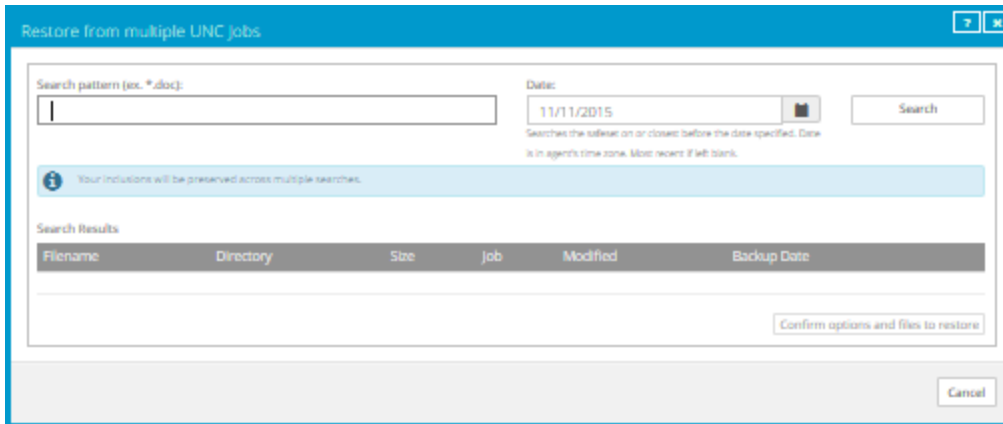 Restore from multiple UNC Jobs
?
Search pattern (ex. *.doc):
Date:
11/11/2015
Search
Searches the safeset on or closest before the date specified. Date
is in agent's time zone. Most recent if left blank.
Your inclusions will be preserved across multiple searches.
Search Results
Filename Directory Size Job Modified Backup Date
Confirm options and files to restore
Cancel